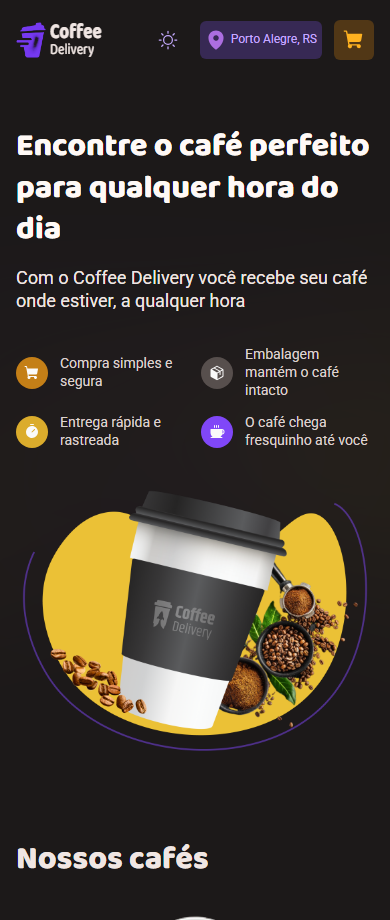 Coffee
Delivery
Porto Alegre, RS
Encontre o café perfeito
para qualquer hora do
dia
Com o Coffee Delivery você recebe seu café
onde estiver, a qualquer hora
Compra simples e
segura
Embalagem
mantém o café
intacto
Entrega rápida e
rastreada
O café chega
fresquinho até você
Coffee
Delivery
Nossos cafés